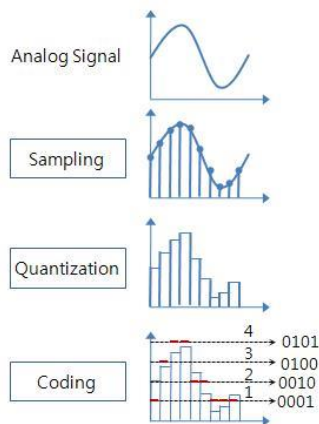 Analog Signal
Sampling
Quantization
Coding
4
0101
3
0100
2
0010
1
0001